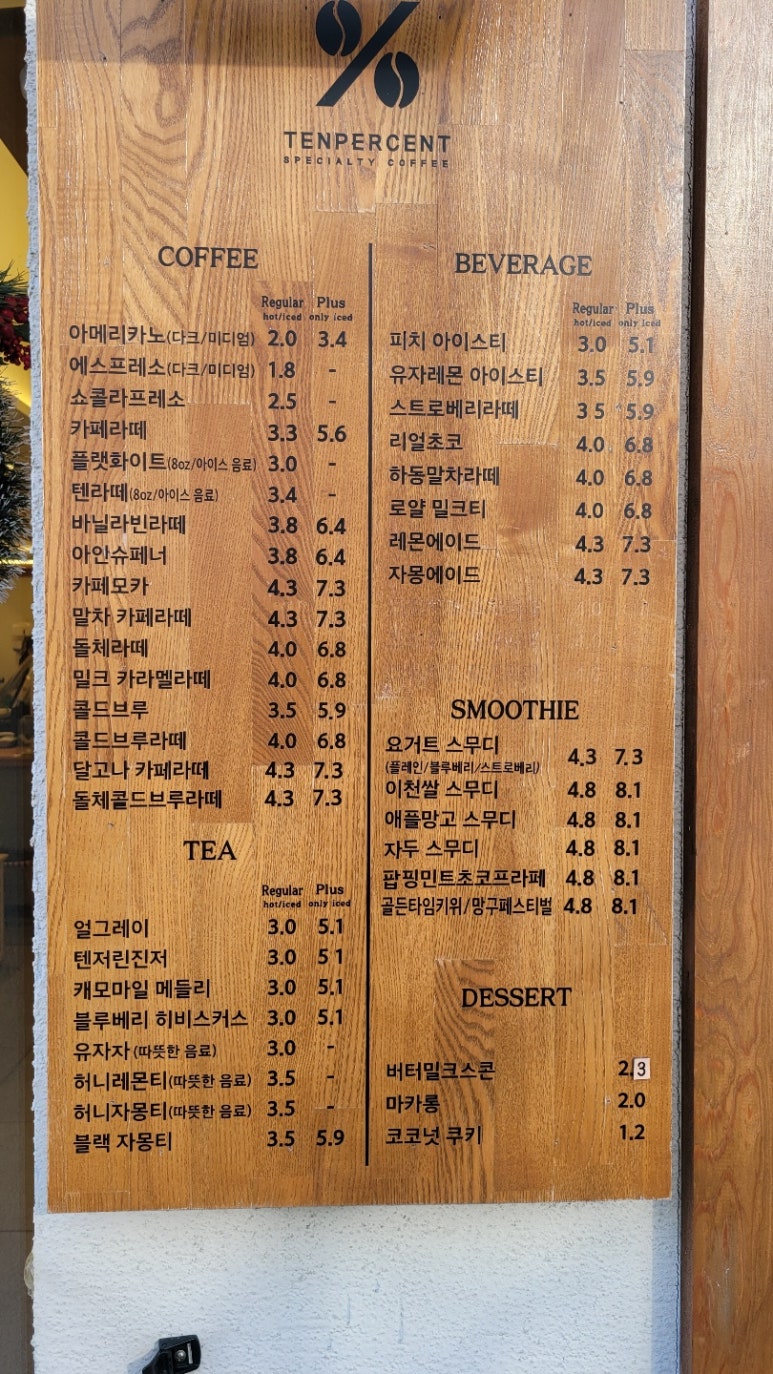 TENPERCENT
SPECIALTY COFFEE
COFFEE
Regular Plus
hot/iced only iced
아메리카노(다크/미디엄) 2.0 3.4
에스프레소(다크/미디엄) 1.8 -
쇼콜라프레소 2.5 -
카페라떼 3.3 5.6
플랫화이트(8oz/아이스 음료) 3.0 -
텐라떼(8oz/아이스 음료) 3.4 -
바닐라빈라떼 3.8 6.4
아안슈페너 3.8 6.4
카페모카 4.3 7.3
말차 카페라떼 4.3 7.3
돌체라떼 4.0 6.8
밀크 카라멜라떼 4.0 6.8
콜드브루 3.5 5.9
콜드브루라떼 4.0 6.8
달고나 카페라떼 4.3 7.3
돌체콜드브루라떼 4.3 7.3
TEA
Regular Plus
hot/iced only iced
얼그레이 3.0 5.1
텐저린진저 3.0 5 1
캐모마일 메들리 3.0 5.1
블루베리 히비스커스 3.0 5.1
유자자(따뜻한 음료) 3.0 -
허니레몬티(따뜻한 음료) 3.5 -
허니자몽티(따뜻한 음료) 3.5 -
블랙 자몽티 3.5 5.9
BEVERAGE
Regular Plus
hot/iced only iced
피치 아이스티 3.0 5.1
유자레몬 아이스티 3.5 5.9
스트로베리라떼 3 5 5.9
리얼초코 4.0 6.8
하동말차라떼 4.0 6.8
로얄 밀크티 4.0 6.8
레몬에이드 4.3 7.3
자몽에이드 4.3 7.3
SMOOTHIE
요거트 스무디 4.3 7.3
(플레인/블루베리/스트로베리)
이천쌀 스무디 4.8 8.1
애플망고 스무디 4.8 8.1
자두 스무디 4.8 8.1
팝핑민트초코프라페 4.8 8.1
골든타임키위/망구페스티벌 4.8 8.1
DESSERT
버터밀크스콘 2.3
마카롱 2.0
코코넛 쿠키 1.2